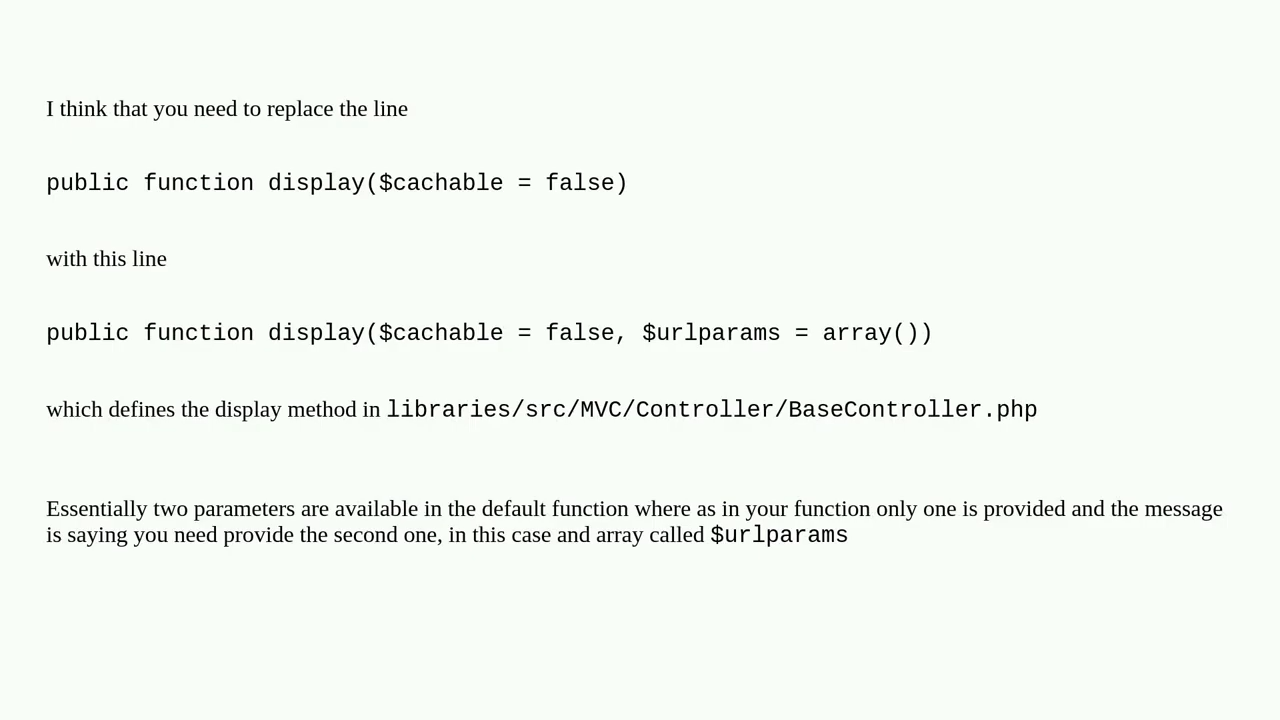 I think that you need to replace the line
public function display($cachable = false)
with this line
public function display($cachable = false, $urlparams = array())
which defines the display method in libraries/src/MVC/Controller/BaseController.php
Essentially two parameters are available in the default function where as in your function only one is provided and the message
is saying you need provide the second one, in this case and array called $urlparams